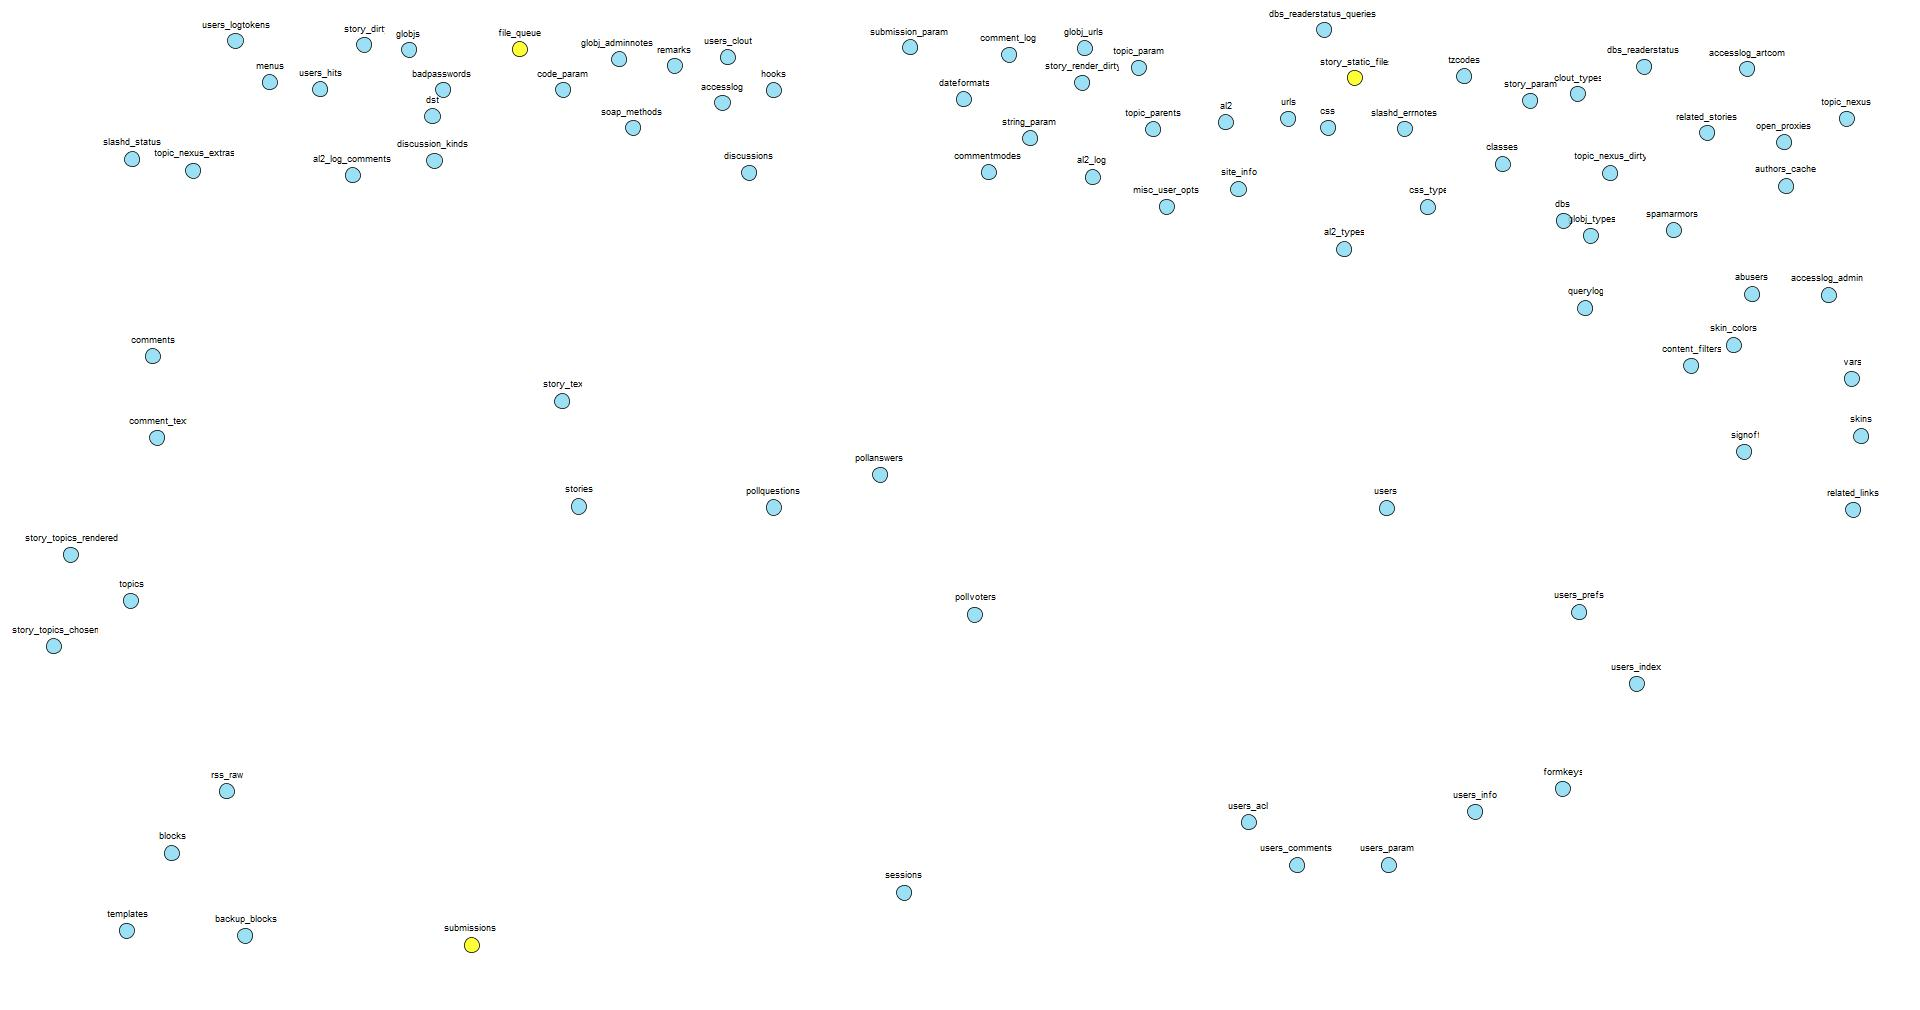 dbs_readerstatus_queries
users_logtokens
story_dirt
globjs
file_queue
globj_adminnotes
remarks
users_clout
submission_param
comment_log
globj_urls
topic_param
dbs_readerstatus
accesslog_artcom
menus
users_hits
badpasswords
code_param
hooks
story_render_dirty
story_static_file
tzcodes
story_param
clout_types
dst
accesslog
dateformats
soap_methods
string_param
topic_parents
al2
urls
css
slashd_errnotes
related_stories
open_proxies
topic_nexus
slashd_status
topic_nexus_extras
al2_log_comments
discussion_kinds
discussions
commentmodes
al2_log
classes
topic_nexus_dirty
authors_cache
misc_user_opts
site_info
css_type
dbs
globj_types
spamarmors
al2_types
querylog
abusers
accesslog_admin
comments
skin_colors
content_filters
vars
story_tex
comment_tex
skins
signoff
pollanswers
stories
pollquestions
users
related_links
story_topics_rendered
topics
pollvoters
users_prefs
story_topics_chosen
users_index
rss_raw
formkeys
users_info
users_acl
blocks
users_comments
users_param
sessions
templates
backup_blocks
submissions